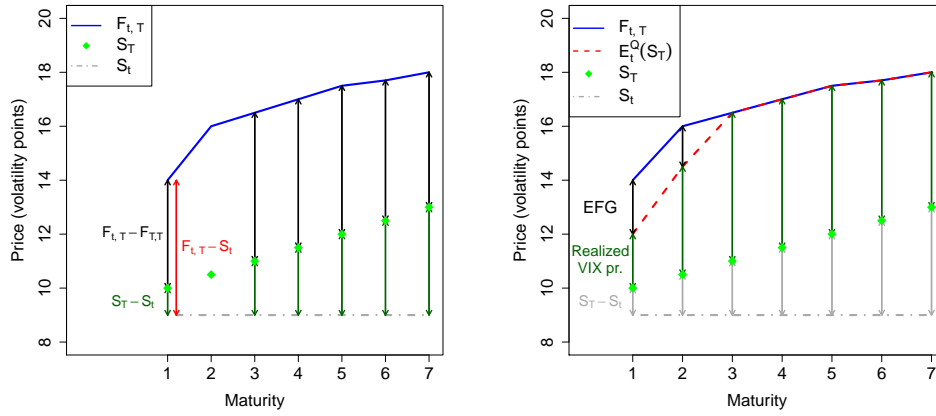 F_{t, T}
S_T
S_t
Price (volatility points)
20
18
16
14
12
10
8
F_{t, T} − F_{T,T}
F_{t, T} − S_t
S_T − S_t
1 2 3 4 5 6 7
Maturity
F_{t, T}
E_t^Q(S_T)
S_T
S_t
Price (volatility points)
20
18
16
14
12
10
8
EFG
Realized
VIX pr.
S_T − S_t
1 2 3 4 5 6 7
Maturity